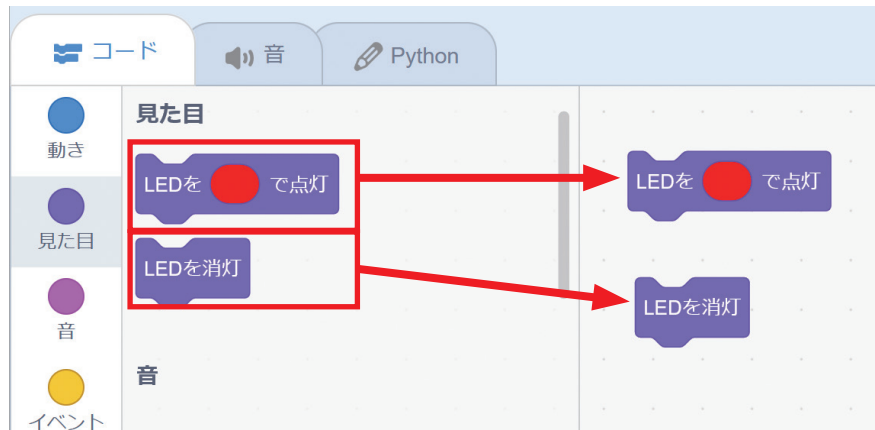 コード
音
Python
動き
見た目
音
イベント
見た目
LEDを で点灯
LEDを消灯
音
LEDを で点灯
LEDを消灯